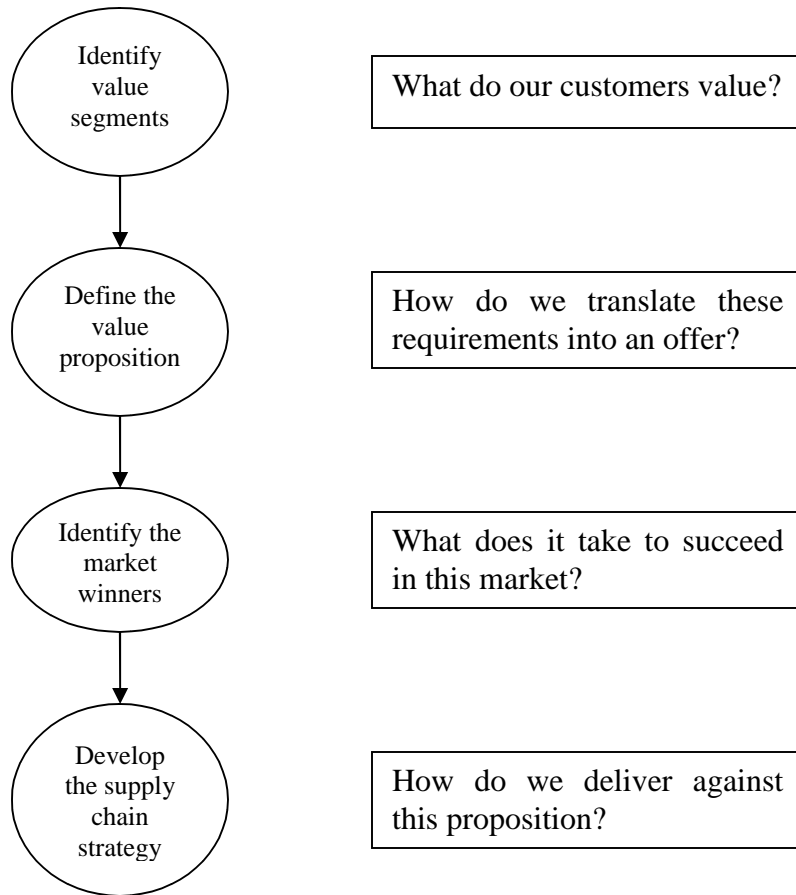 Identify
value
segments
What do our customers value?
Define the
value
proposition
How do we translate these
requirements into an offer?
Identify the
market
winners
What does it take to succeed
in this market?
Develop
the supply
chain
strategy
How do we deliver against
this proposition?